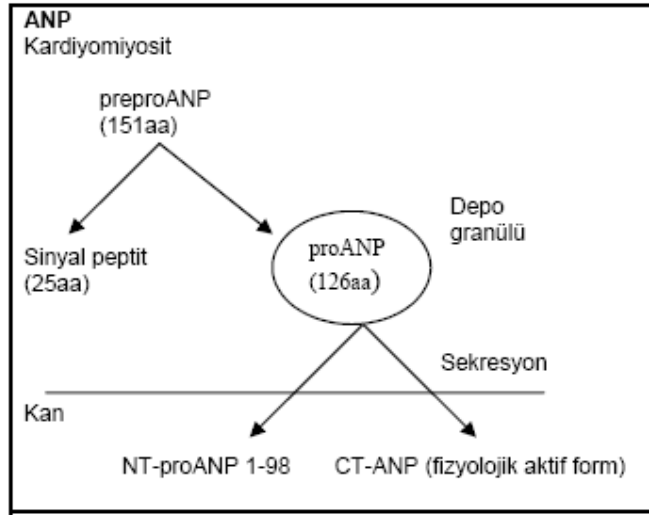 ANP
Kardiyomiyosit
preproANP
(151aa)
Sinyal peptit
(25aa)
proANP
(126aa)
Depo
granülü
Sekresyon
Kan
NT-proANP 1-98
CT-ANP (fizyolojik aktif form)